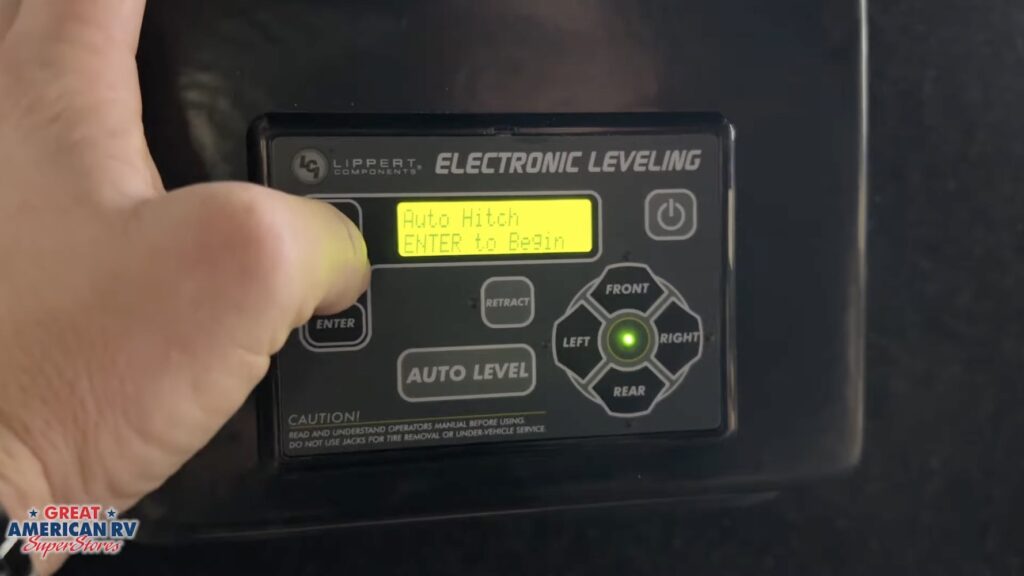 LCI LIPPERT COMPONENTS® ELECTRONIC LEVELING
Auto Hitch
ENTER to Begin
FRONT
RETRACT
ENTER
LEFT
RIGHT
AUTO LEVEL
REAR
CAUTION!
READ AND UNDERSTAND OPERATORS MANUAL BEFORE USING.
DO NOT USE JACKS FOR TIRE REMOVAL OR UNDER-VEHICLE SERVICE.
GREAT
AMERICAN RV
SuperStores